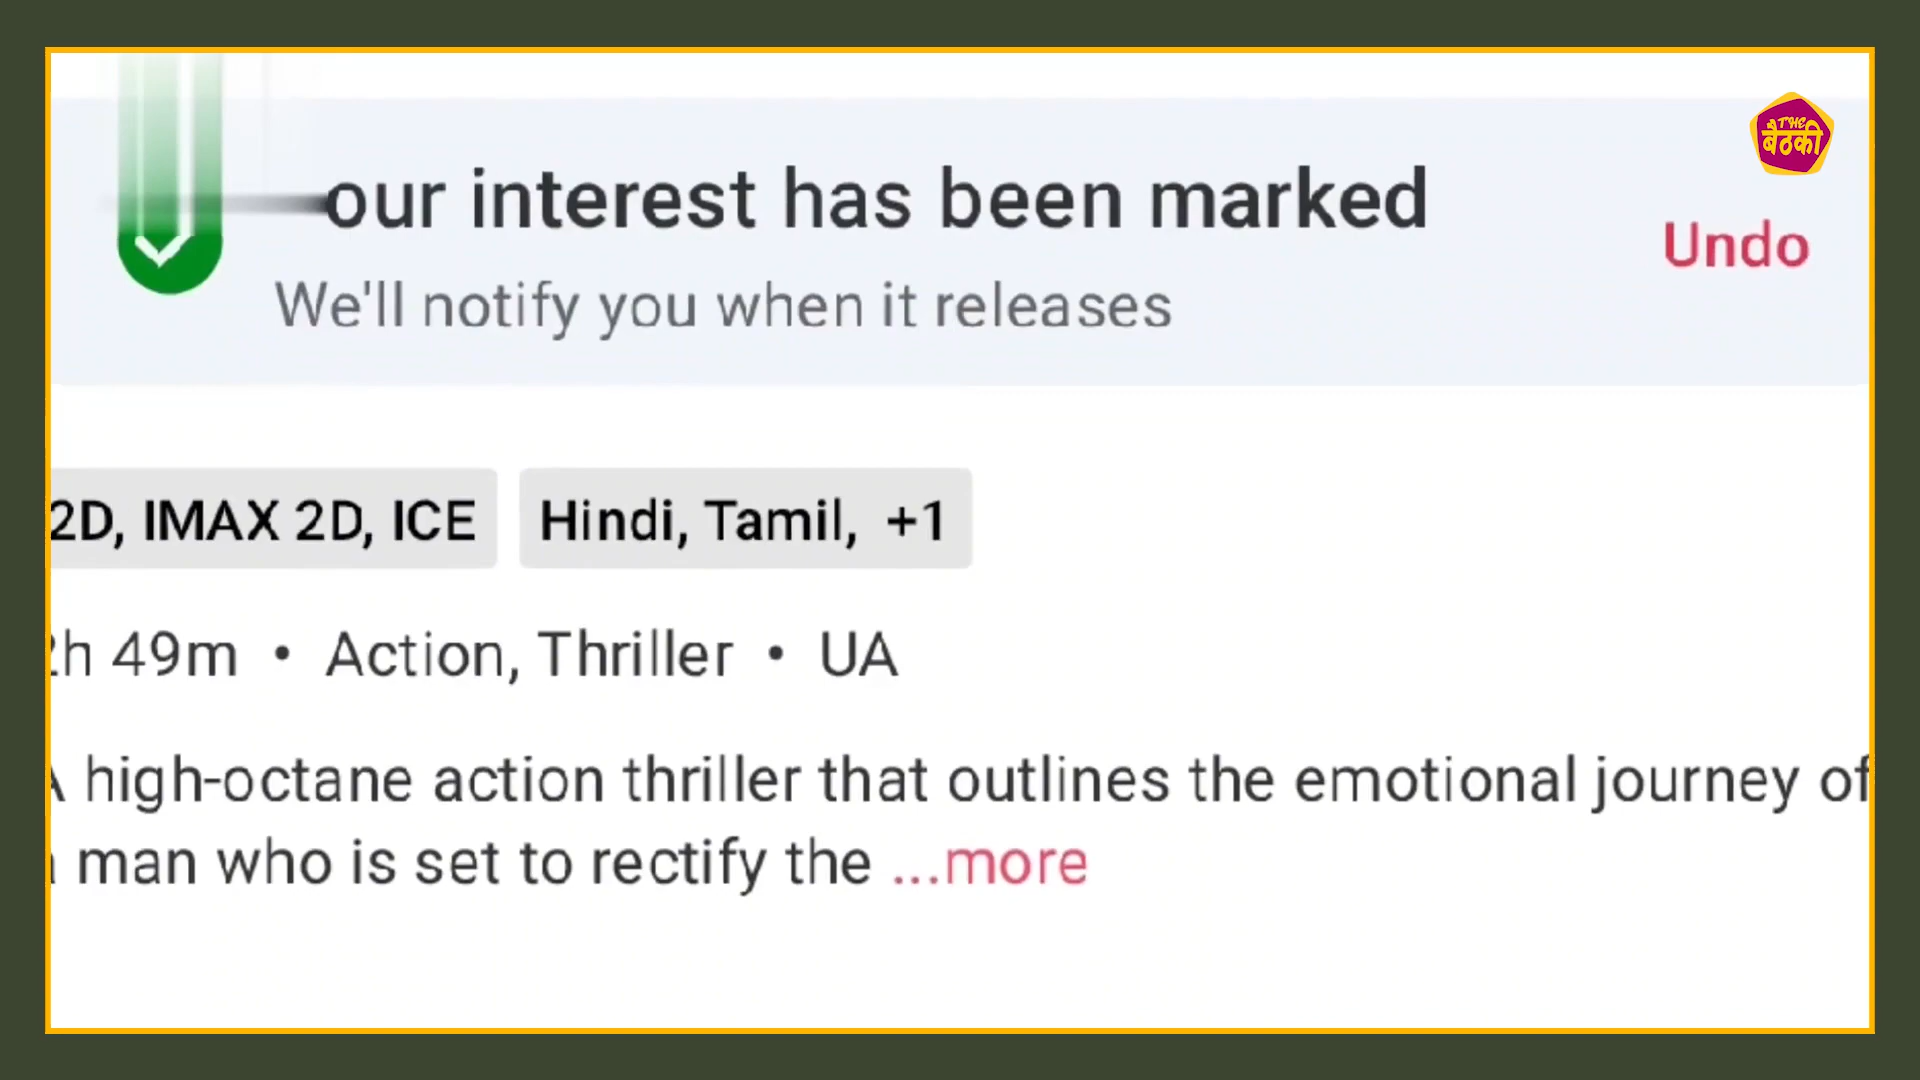 THE
बैठकी
our interest has been marked
Undo
We'll notify you when it releases
2D, IMAX 2D, ICE
Hindi, Tamil, +1
2h 49m • Action, Thriller • UA
A high-octane action thriller that outlines the emotional journey of
a man who is set to rectify the ...more